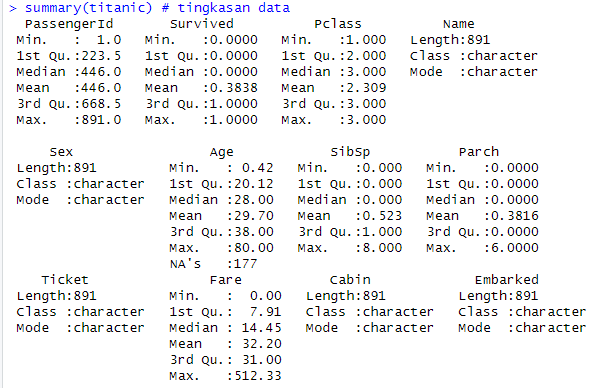 > summary(titanic) # tingkasan data
PassengerId Survived Pclass Name
Min. : 1.0 Min. :0.0000 Min. :1.000 Length:891
1st Qu.:223.5 1st Qu.:0.0000 1st Qu.:2.000 Class :character
Median :446.0 Median :0.0000 Median :3.000 Mode :character
Mean :446.0 Mean :0.3838 Mean :2.309
3rd Qu.:668.5 3rd Qu.:1.0000 3rd Qu.:3.000
Max. :891.0 Max. :1.0000 Max. :3.000
Sex Age SibSp Parch
Length:891 Min. : 0.42 Min. :0.000 Min. :0.0000
Class :character 1st Qu.:20.12 1st Qu.:0.000 1st Qu.:0.0000
Mode :character Median :28.00 Median :0.000 Median :0.0000
Mean :29.70 Mean :0.523 Mean :0.3816
3rd Qu.:38.00 3rd Qu.:1.000 3rd Qu.:0.0000
Max. :80.00 Max. :8.000 Max. :6.0000
NA's :177
Ticket Fare Cabin Embarked
Length:891 Min. : 0.00 Length:891 Length:891
Class :character 1st Qu.: 7.91 Class :character Class :character
Mode :character Median : 14.45 Mode :character Mode :character
Mean : 32.20
3rd Qu.: 31.00
Max. :512.33